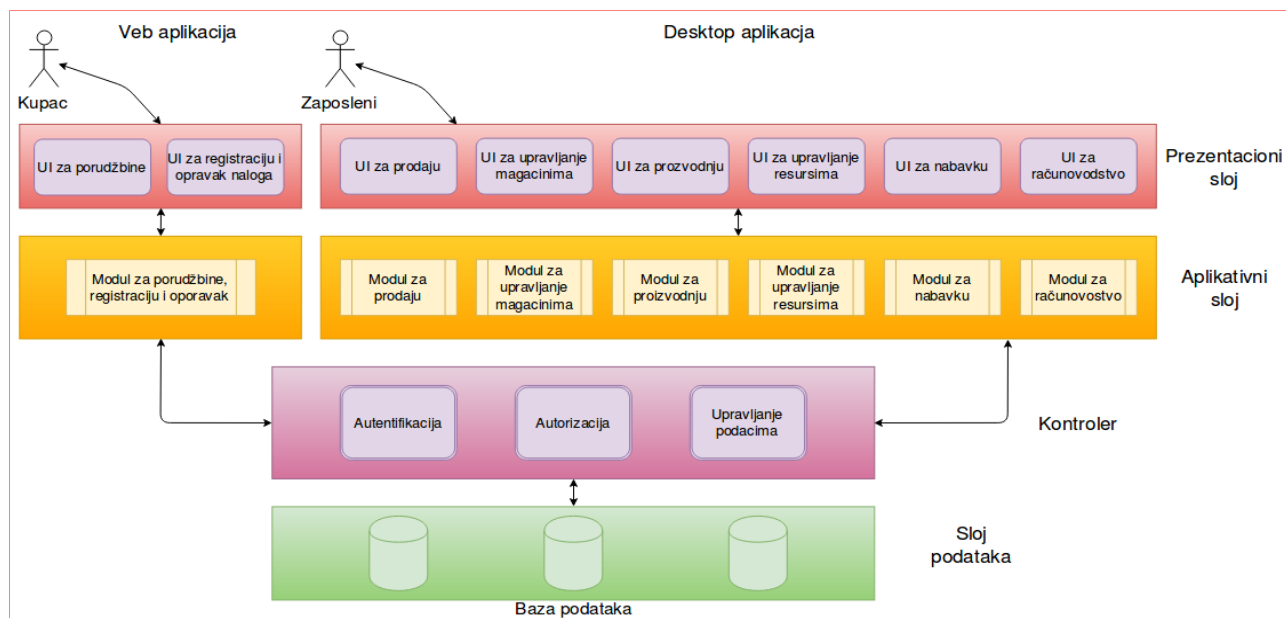 Veb aplikacija
Desktop aplikacja
Kupac
Zaposleni
UI za porudžbine
UI za registraciju i
opravak naloga
UI za prodaju
UI za upravljanje
magacinima
UI za prozvodnju
UI za upravljanje
resursima
UI za nabavku
UI za
računovodstvo
Prezentacioni
sloj
Modul za porudžbine,
registraciju i oporavak
Modul za
prodaju
Modul za
upravljanje
magacinima
Modul za
proizvodnju
Modul za
upravljanje
resursima
Modul za
nabavku
Modul za
računovostvo
Aplikativni
sloj
Autentifikacija
Autorizacija
Upravljanje
podacima
Kontroler
Sloj
podataka
Baza podataka